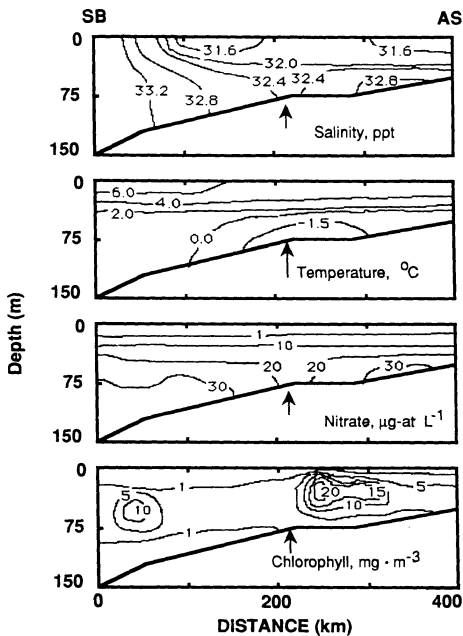 SB AS
0
31.6 31.6
32.0
32.4 32.4
33.2 32.8 32.8
75
Salinity, ppt
150
0
6.0
4.0
2.0
0.0 -1.5
75
Temperature, ºC
150
0
1
10
20 20
30 30
75
Nitrate, µg-at L-1
150
0
1 5
5 20 15
10 10
75
1
Chlorophyll, mg · m-3
150
0 200 400
DISTANCE (km)
Depth (m)